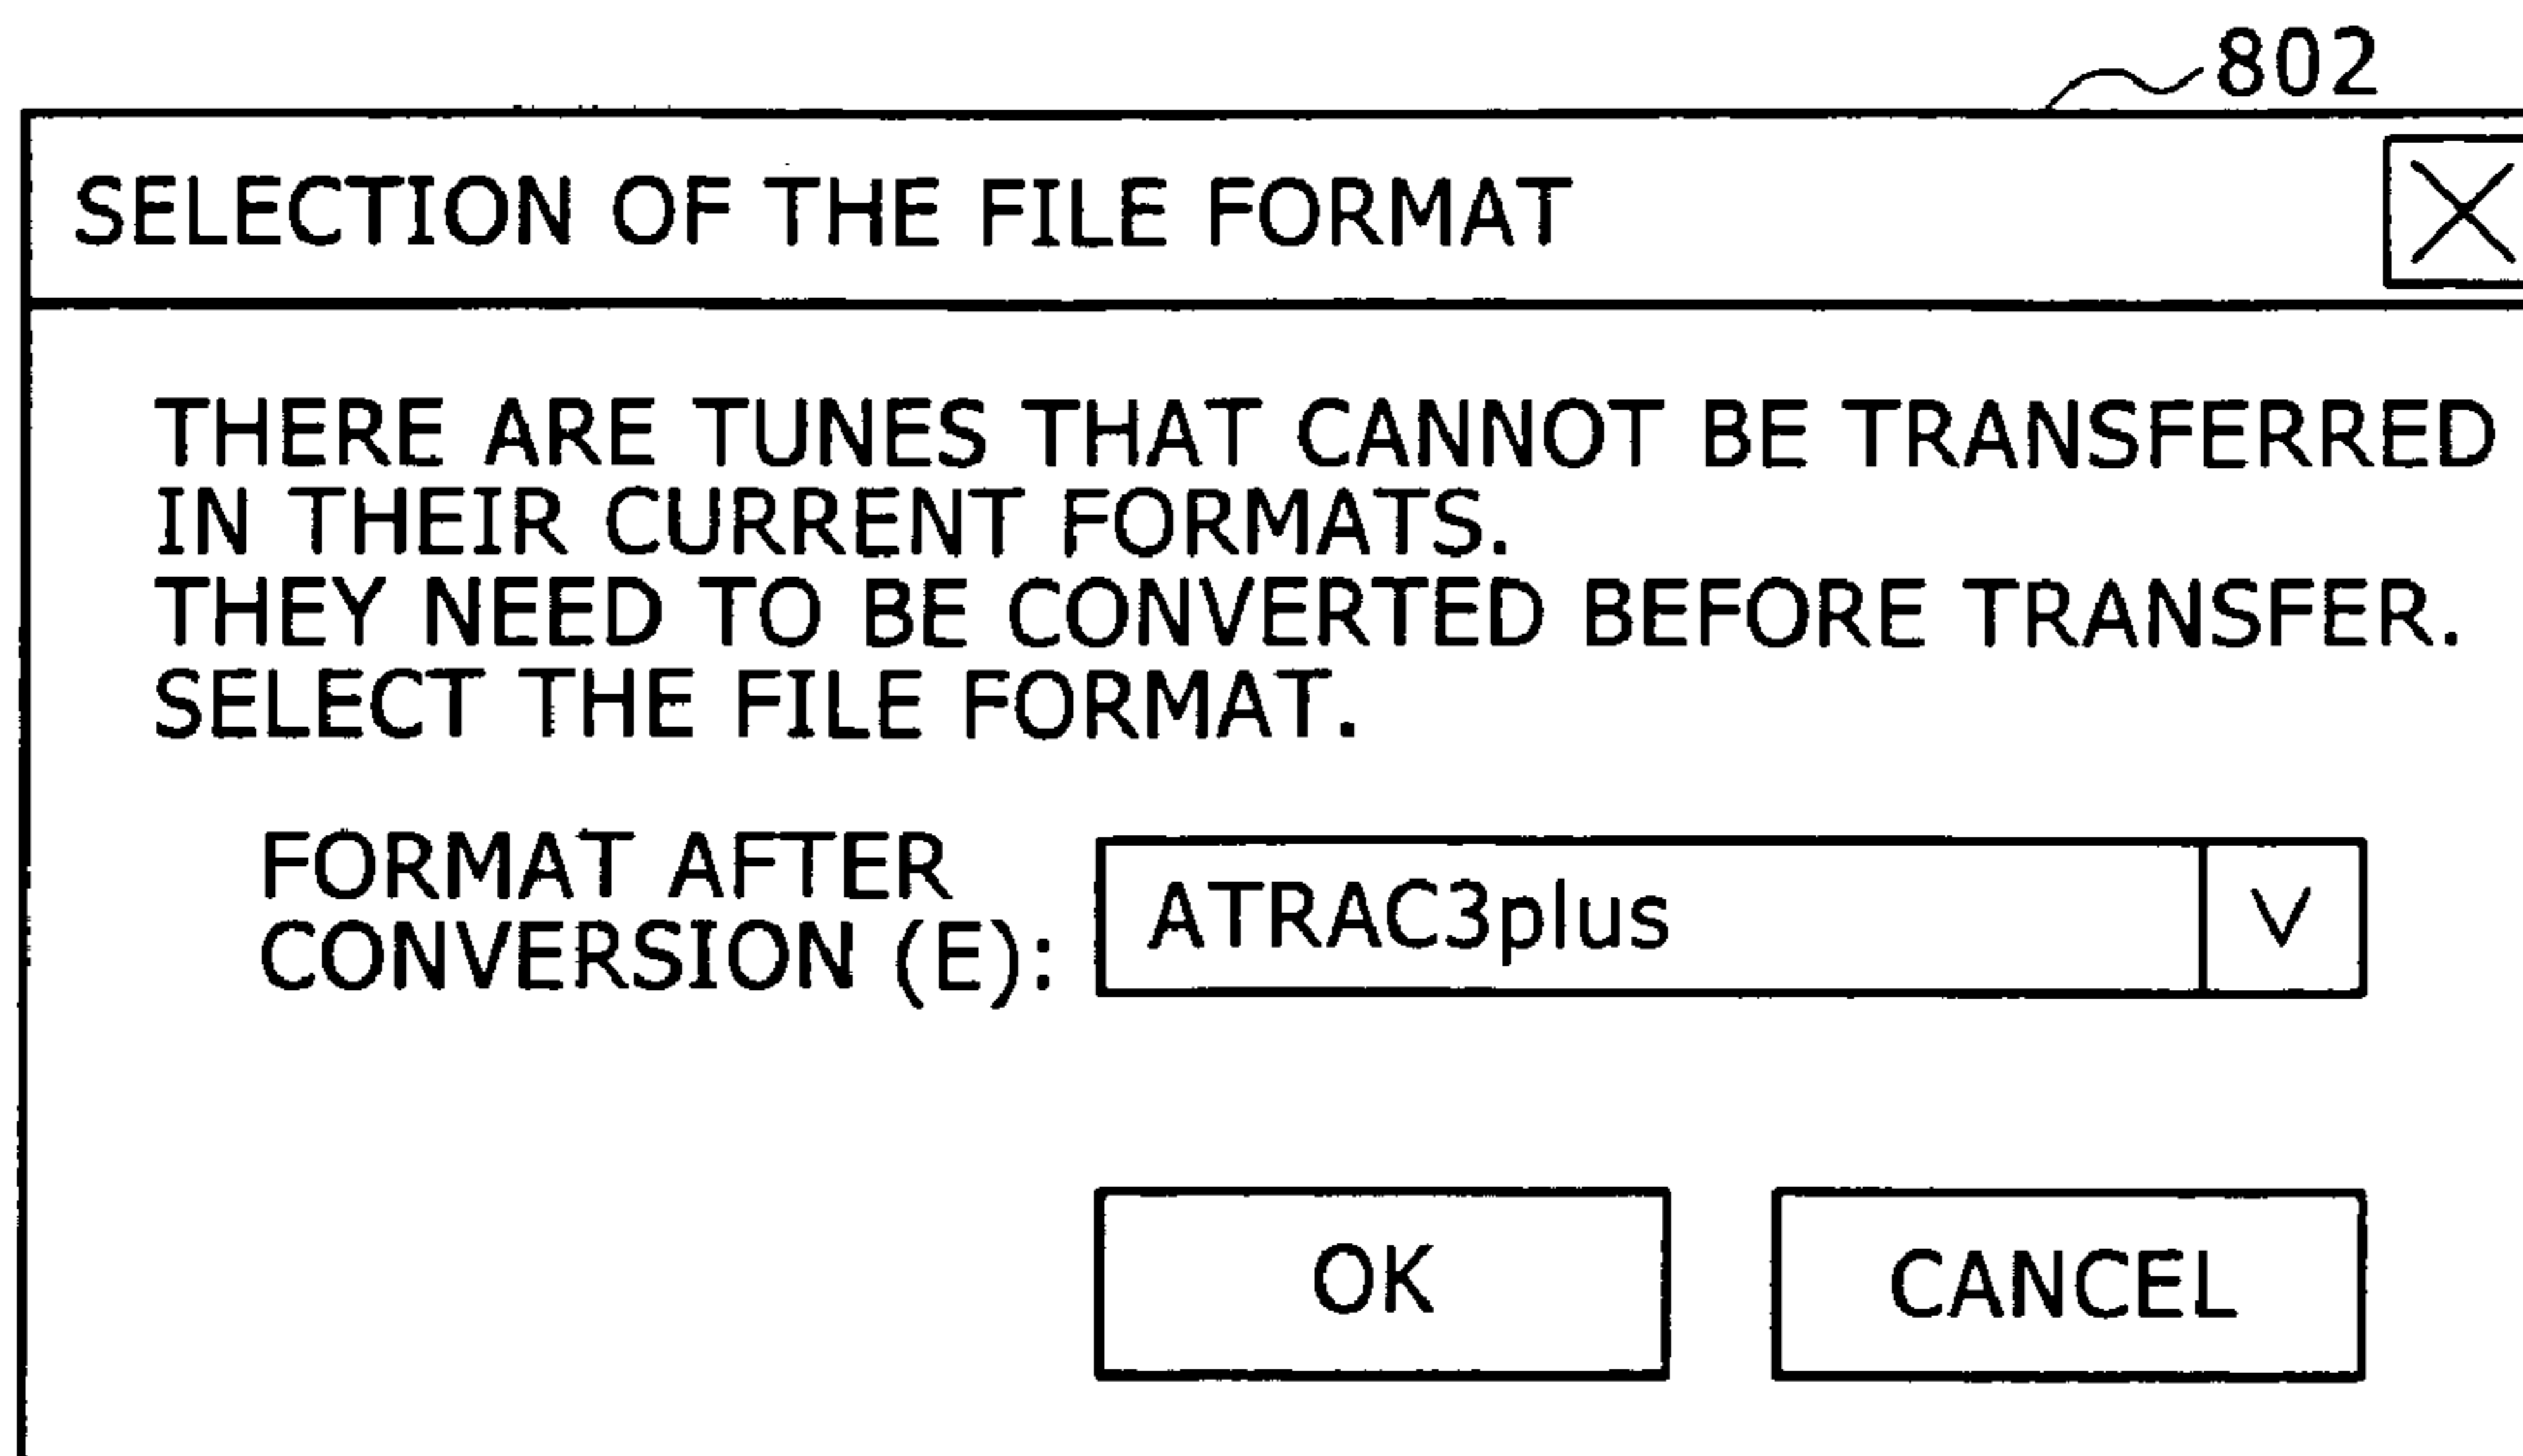 802
SELECTION OF THE FILE FORMAT
THERE ARE TUNES THAT CANNOT BE TRANSFERRED
IN THEIR CURRENT FORMATS.
THEY NEED TO BE CONVERTED BEFORE TRANSFER.
SELECT THE FILE FORMAT.
FORMAT AFTER
CONVERSION (E):
ATRAC3plus
OK
CANCEL